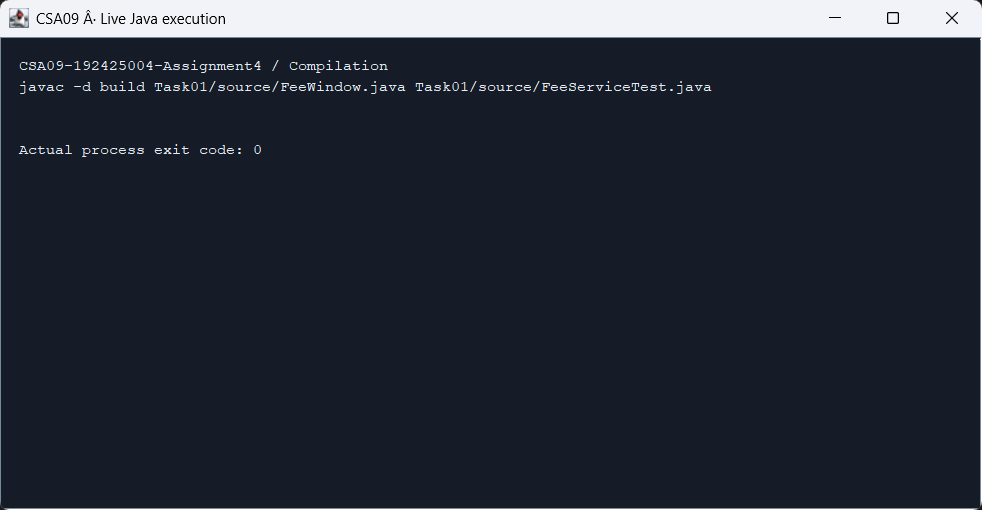 CSA09 Â· Live Java execution
CSA09-192425004-Assignment4 / Compilation
javac -d build Task01/source/FeeWindow.java Task01/source/FeeServiceTest.java
Actual process exit code: 0